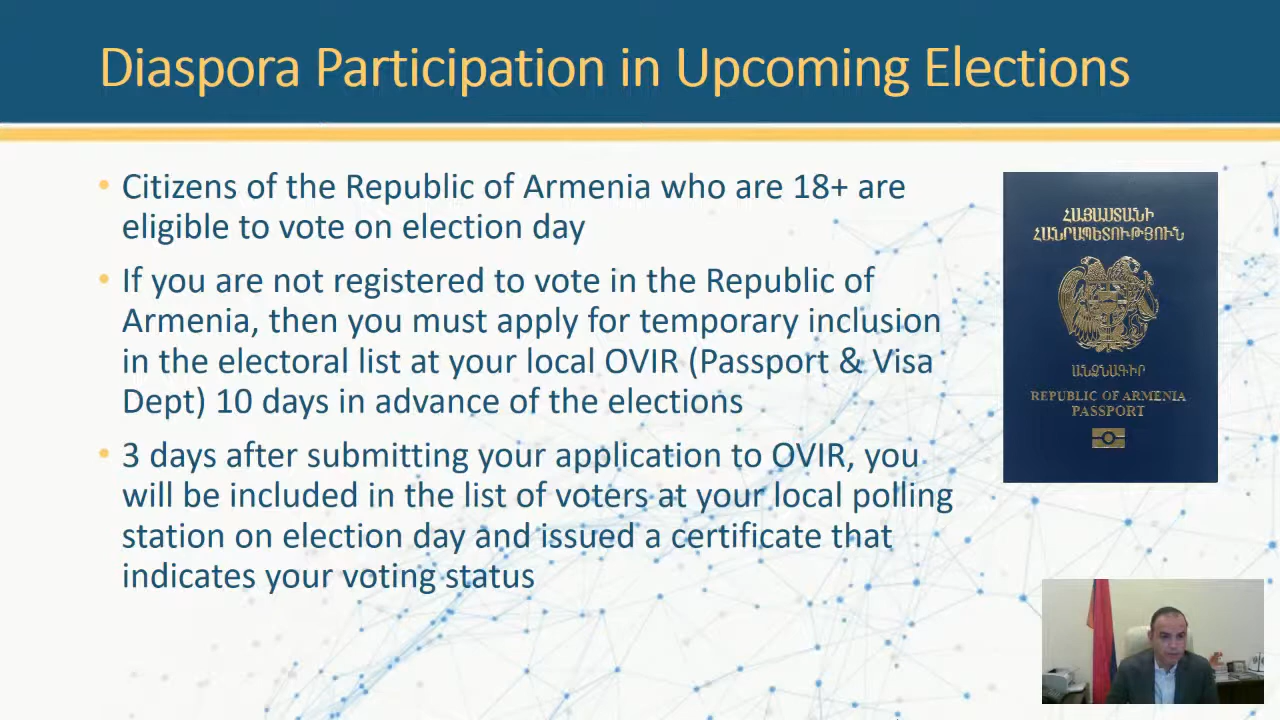 Diaspora Participation in Upcoming Elections
• Citizens of the Republic of Armenia who are 18+ are
eligible to vote on election day
• If you are not registered to vote in the Republic of
Armenia, then you must apply for temporary inclusion
in the electoral list at your local OVIR (Passport & Visa
Dept) 10 days in advance of the elections
• 3 days after submitting your application to OVIR, you
will be included in the list of voters at your local polling
station on election day and issued a certificate that
indicates your voting status
ՀԱՅԱՍՏԱՆԻ
ՀԱՆՐԱՊԵՏՈՒԹՅՈՒՆ
ԱՆՁՆԱԳԻՐ
REPUBLIC OF ARMENIA
PASSPORT